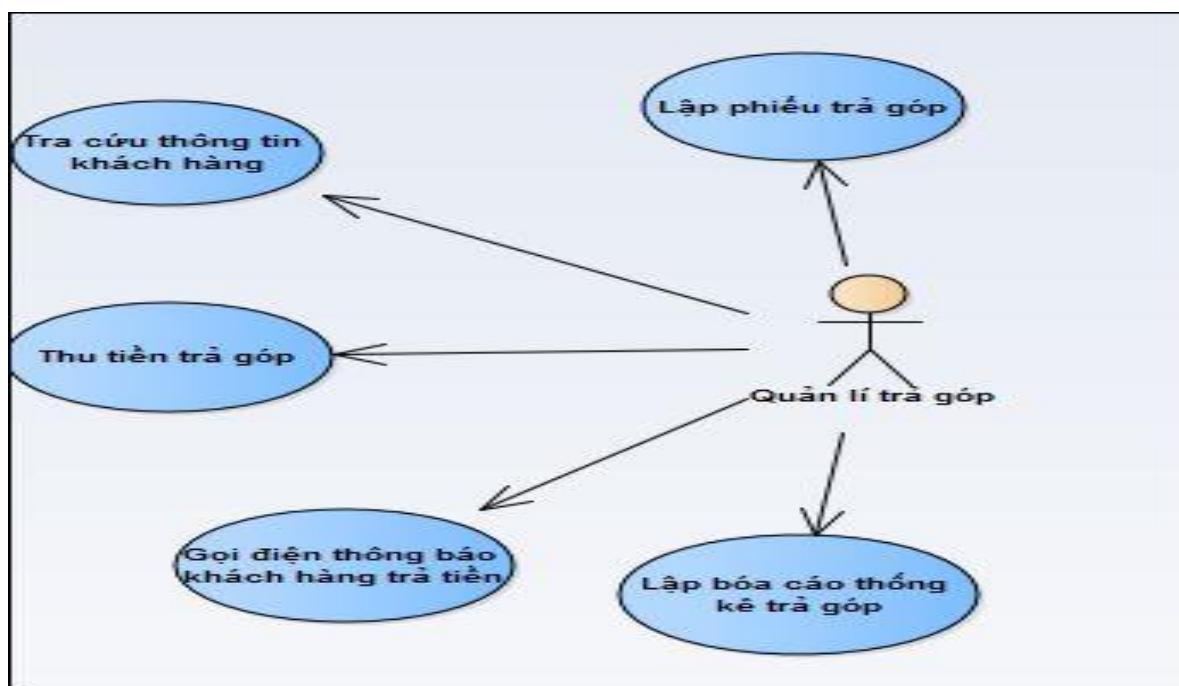 Lập phiếu trả góp
Tra cứu thông tin
khách hàng
Thu tiền trả góp
Quản lí trả góp
Gọi điện thông báo
khách hàng trả tiền
Lập bóa cáo thống
kê trả góp